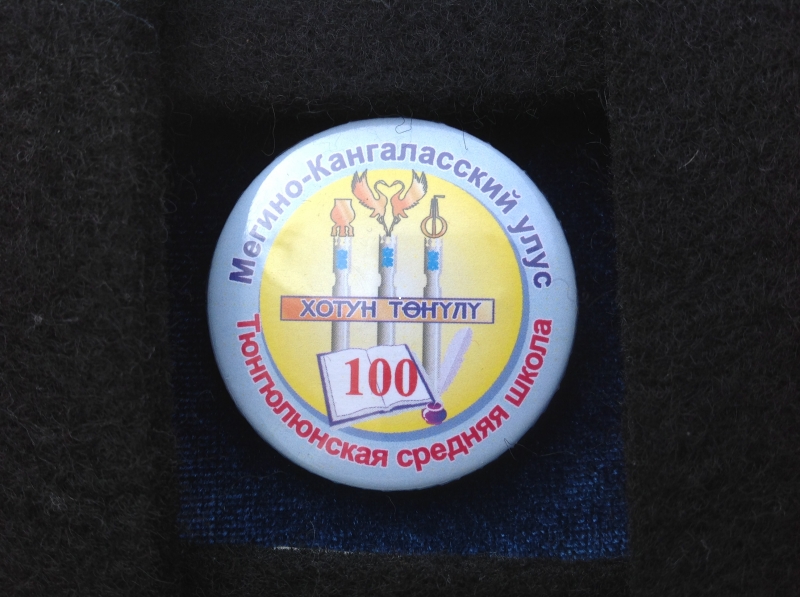 Мегино-Кангаласский улус
ХОТУН ТӨҤҮЛҮ
100
Тюнгюлюнская средняя школа